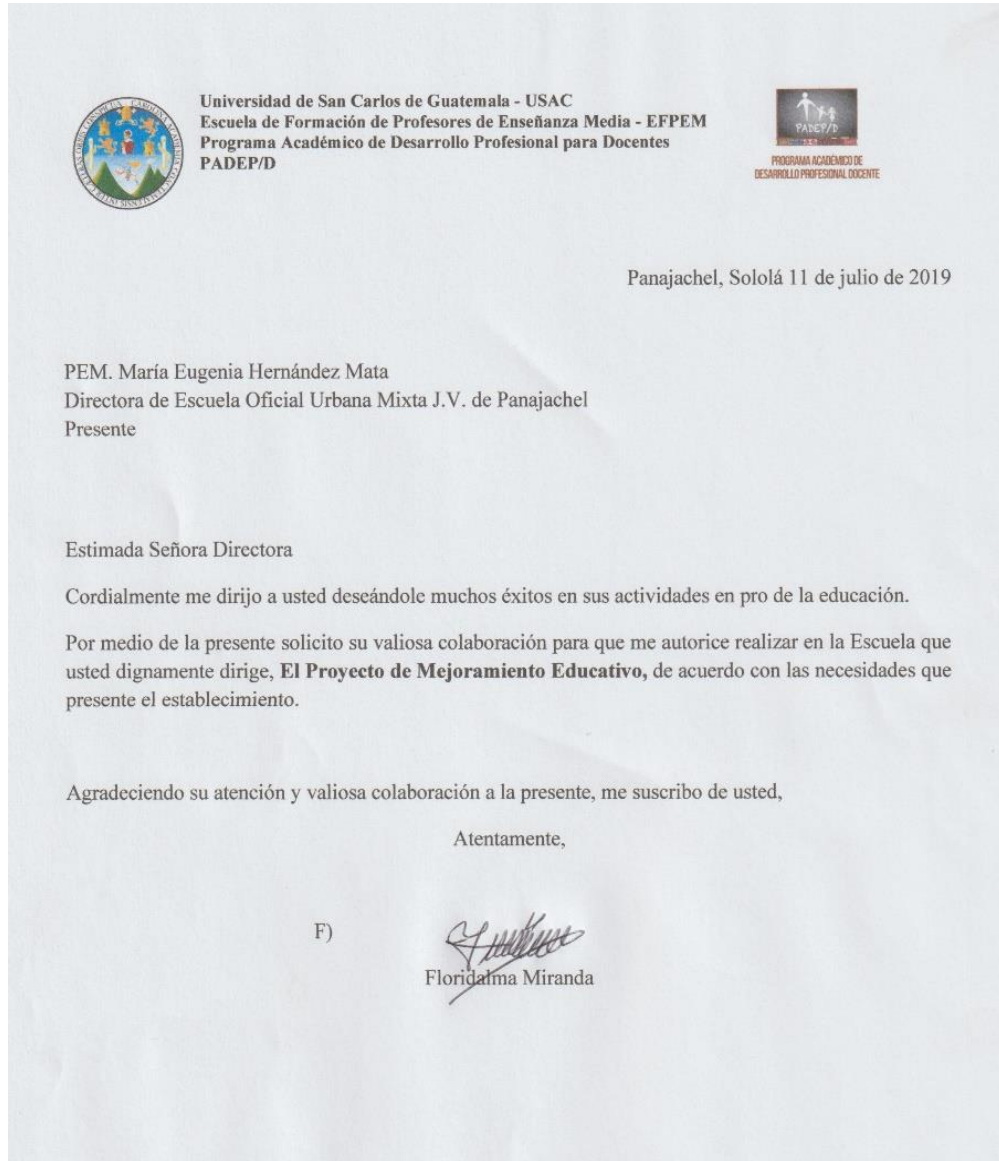 Universidad de San Carlos de Guatemala - USAC
Escuela de Formación de Profesores de Enseñanza Media - EFPEM
Programa Académico de Desarrollo Profesional para Docentes
PADEP/D
PADEP/D
PROGRAMA ACADÉMICO DE
DESARROLLO PROFESIONAL DOCENTE
Panajachel, Sololá 11 de julio de 2019
PEM. María Eugenia Hernández Mata
Directora de Escuela Oficial Urbana Mixta J.V. de Panajachel
Presente
Estimada Señora Directora
Cordialmente me dirijo a usted deseándole muchos éxitos en sus actividades en pro de la educación.
Por medio de la presente solicito su valiosa colaboración para que me autorice realizar en la Escuela que
usted dignamente dirige, El Proyecto de Mejoramiento Educativo, de acuerdo con las necesidades que
presente el establecimiento.
Agradeciendo su atención y valiosa colaboración a la presente, me suscribo de usted,
Atentamente,
F)
Floridalma Miranda